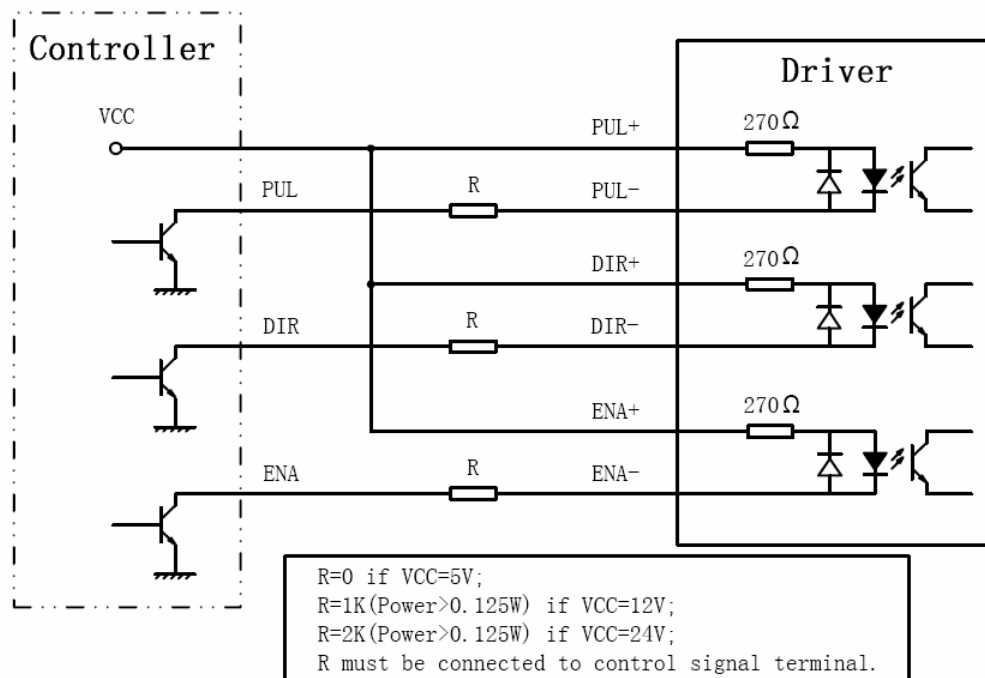 Controller
Driver
VCC
PUL+
270Ω
PUL
R
PUL-
DIR+
270Ω
DIR
R
DIR-
ENA+
270Ω
ENA
R
ENA-
R=0 if VCC=5V;
R=1K(Power>0.125W) if VCC=12V;
R=2K(Power>0.125W) if VCC=24V;
R must be connected to control signal terminal.